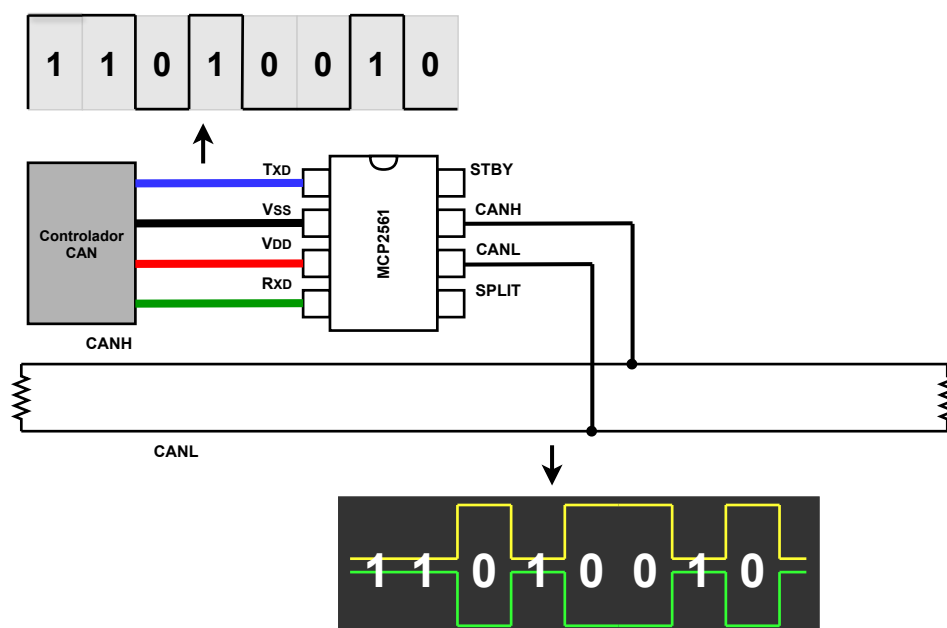 1 1 0 1 0 0 1 0
TXD
STBY
VSS
CANH
Controlador
CAN
VDD
MCP2561
CANL
RXD
SPLIT
CANH
CANL
1 1 0 1 0 0 1 0